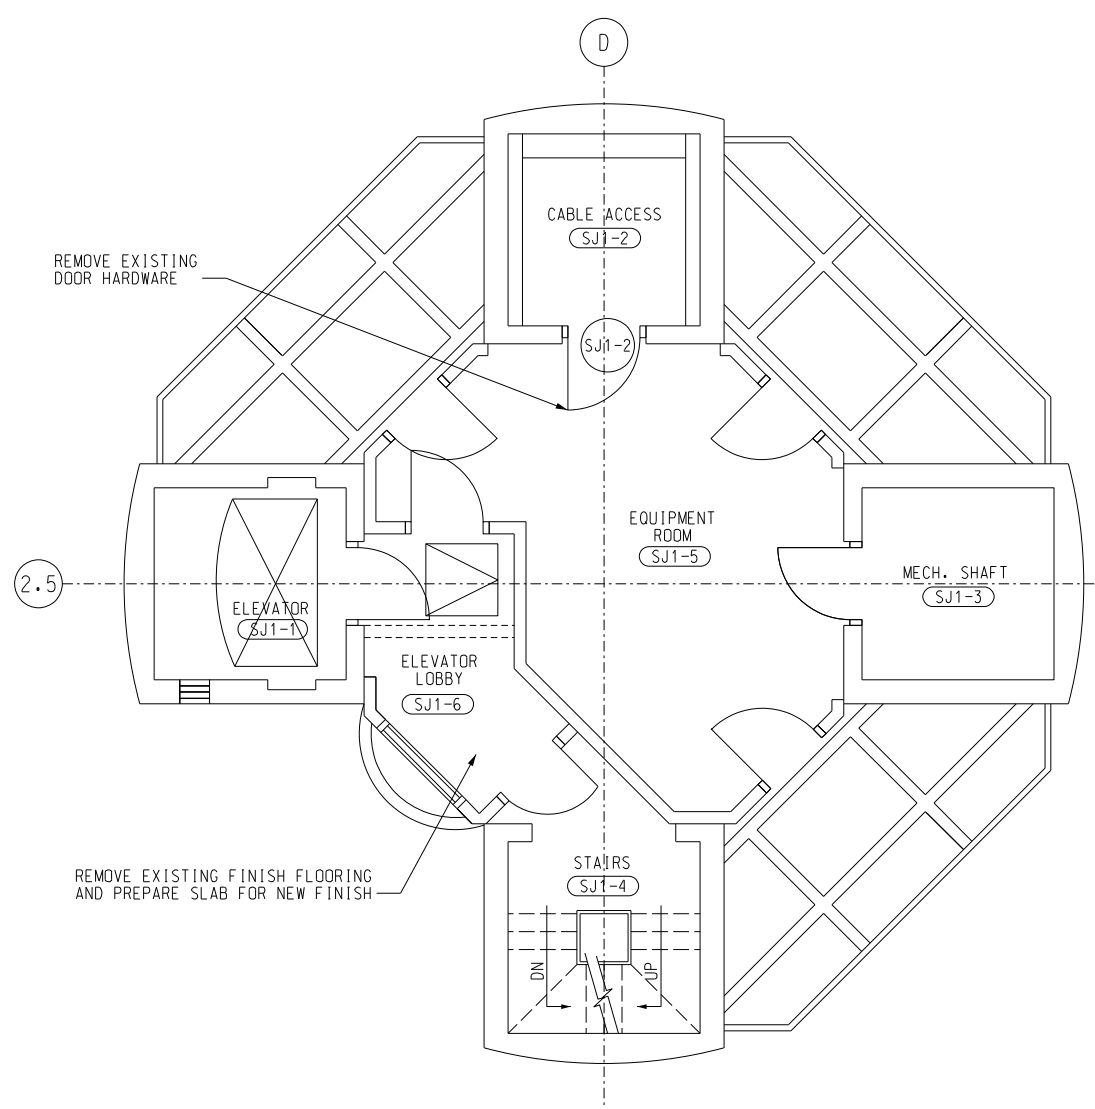 D
CABLE ACCESS
SJ1-2
REMOVE EXISTING
DOOR HARDWARE
SJ1-2
EQUIPMENT
ROOM
SJ1-5
2.5
MECH. SHAFT
SJ1-3
ELEVATOR
SJ1-1
ELEVATOR
LOBBY
SJ1-6
REMOVE EXISTING FINISH FLOORING
AND PREPARE SLAB FOR NEW FINISH
STAIRS
SJ1-4
DN
UP